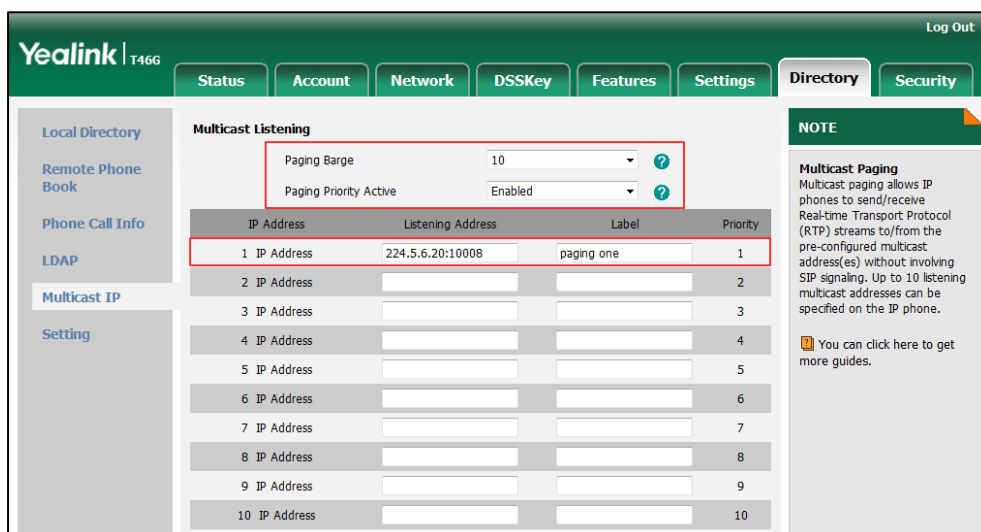 Log Out
Yealink | T46G
Status Account Network DSSKey Features Settings Directory Security
Local Directory
Remote Phone
Book
Phone Call Info
LDAP
Multicast IP
Setting
Multicast Listening
Paging Barge 10 ?
Paging Priority Active Enabled ?
IP Address Listening Address Label Priority
1 IP Address 224.5.6.20:10008 paging one 1
2 IP Address 2
3 IP Address 3
4 IP Address 4
5 IP Address 5
6 IP Address 6
7 IP Address 7
8 IP Address 8
9 IP Address 9
10 IP Address 10
NOTE
Multicast Paging
Multicast paging allows IP
phones to send/receive
Real-time Transport Protocol
(RTP) streams to/from the
pre-configured multicast
address(es) without involving
SIP signaling. Up to 10 listening
multicast addresses can be
specified on the IP phone.
? You can click here to get
more guides.